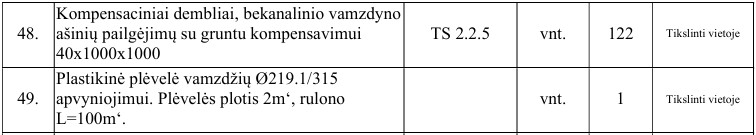 48. Kompensaciniai dembliai, bekanalinio vamzdyno ašinių pailgėjimų su gruntu kompensavimui 40x1000x1000 TS 2.2.5 vnt. 122 Tikslinti vietoje
49. Plastikinė plėvelė vamzdžių Ø219.1/315 apvyniojimui. Plėvelės plotis 2m‘, rulono L=100m‘. vnt. 1 Tikslinti vietoje